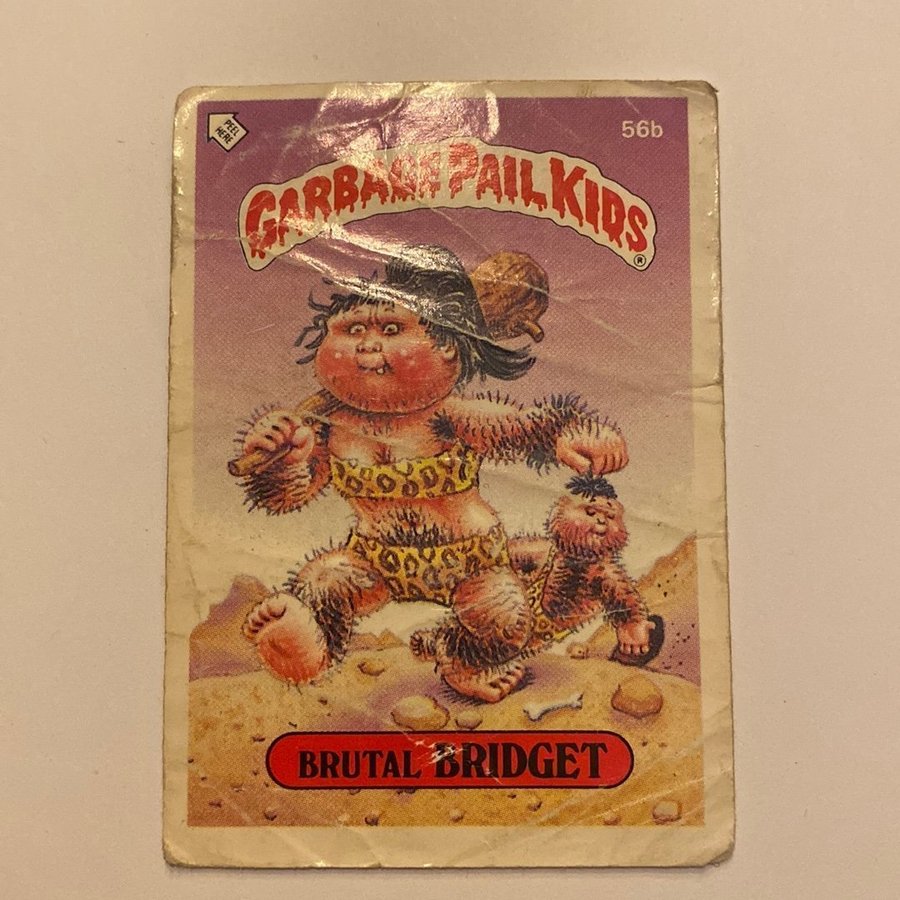 PEEL
HERE
56b
GARBAGE PAIL KIDS
®
BRUTAL BRIDGET